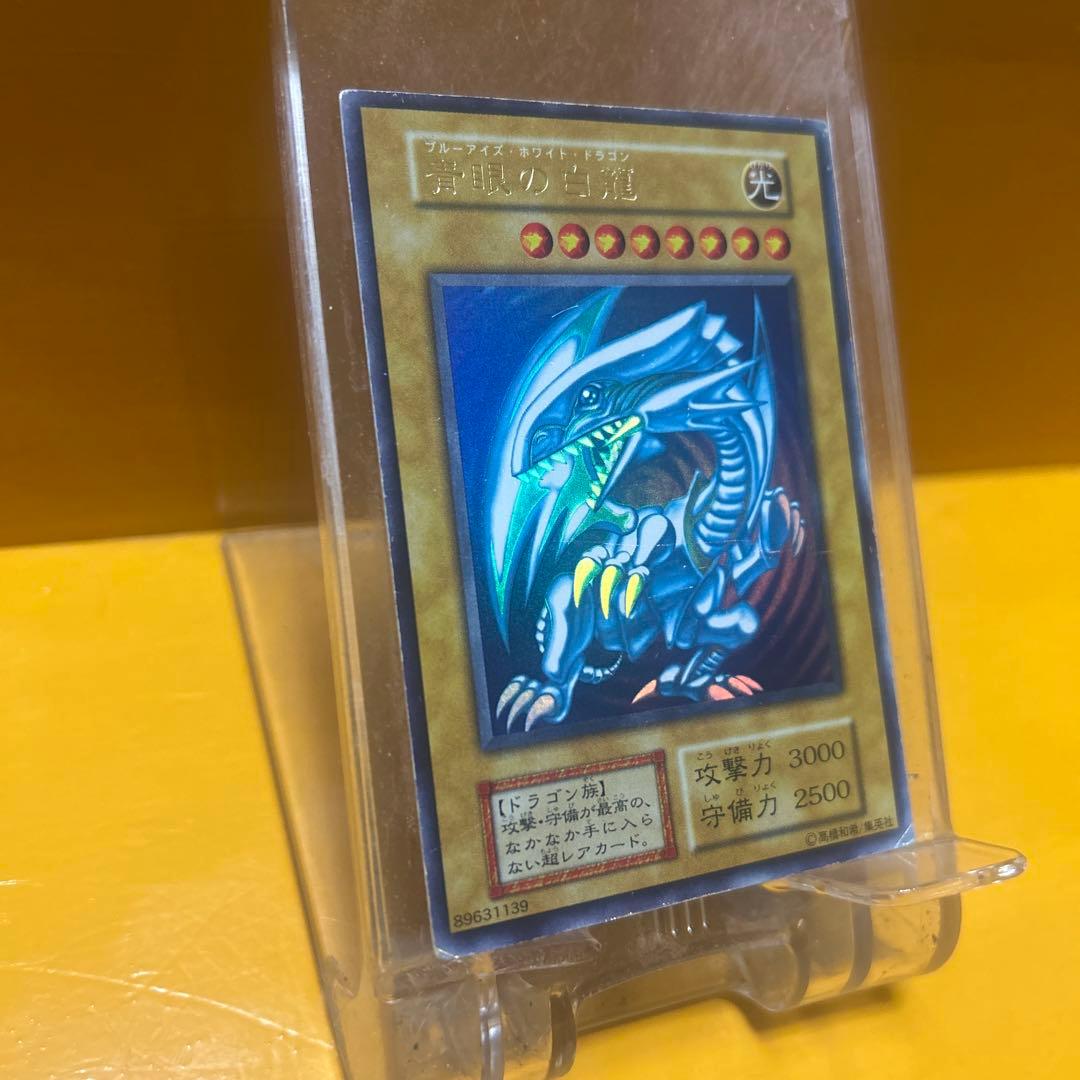 ブルーアイズ・ホワイト・ドラゴン
青眼の白龍
光
【ドラゴン族】
攻撃・守備が最高の、
なかなか手に入ら
ない超レアカード。
こう げき りょく
攻撃力 3000
しゅ び りょく
守備力 2500
©高橋和希/集英社
89631139